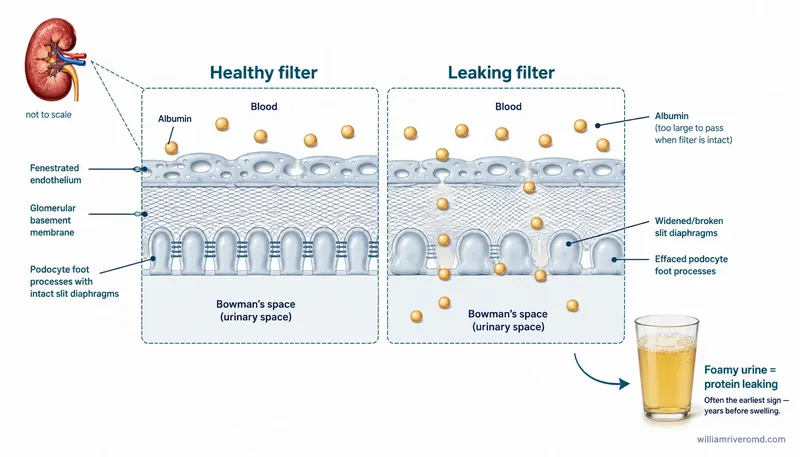 not to scale
Healthy filter
Blood
Albumin
Fenestrated
endothelium
Glomerular
basement
membrane
Podocyte foot
processes with
intact slit diaphragms
Bowman's space
(urinary space)
Leaking filter
Blood
Albumin
(too large to pass
when filter is intact)
Widened/broken
slit diaphragms
Effaced podocyte
foot processes
Bowman's space
(urinary space)
Foamy urine =
protein leaking
Often the earliest sign —
years before swelling.
williamriveromd.com